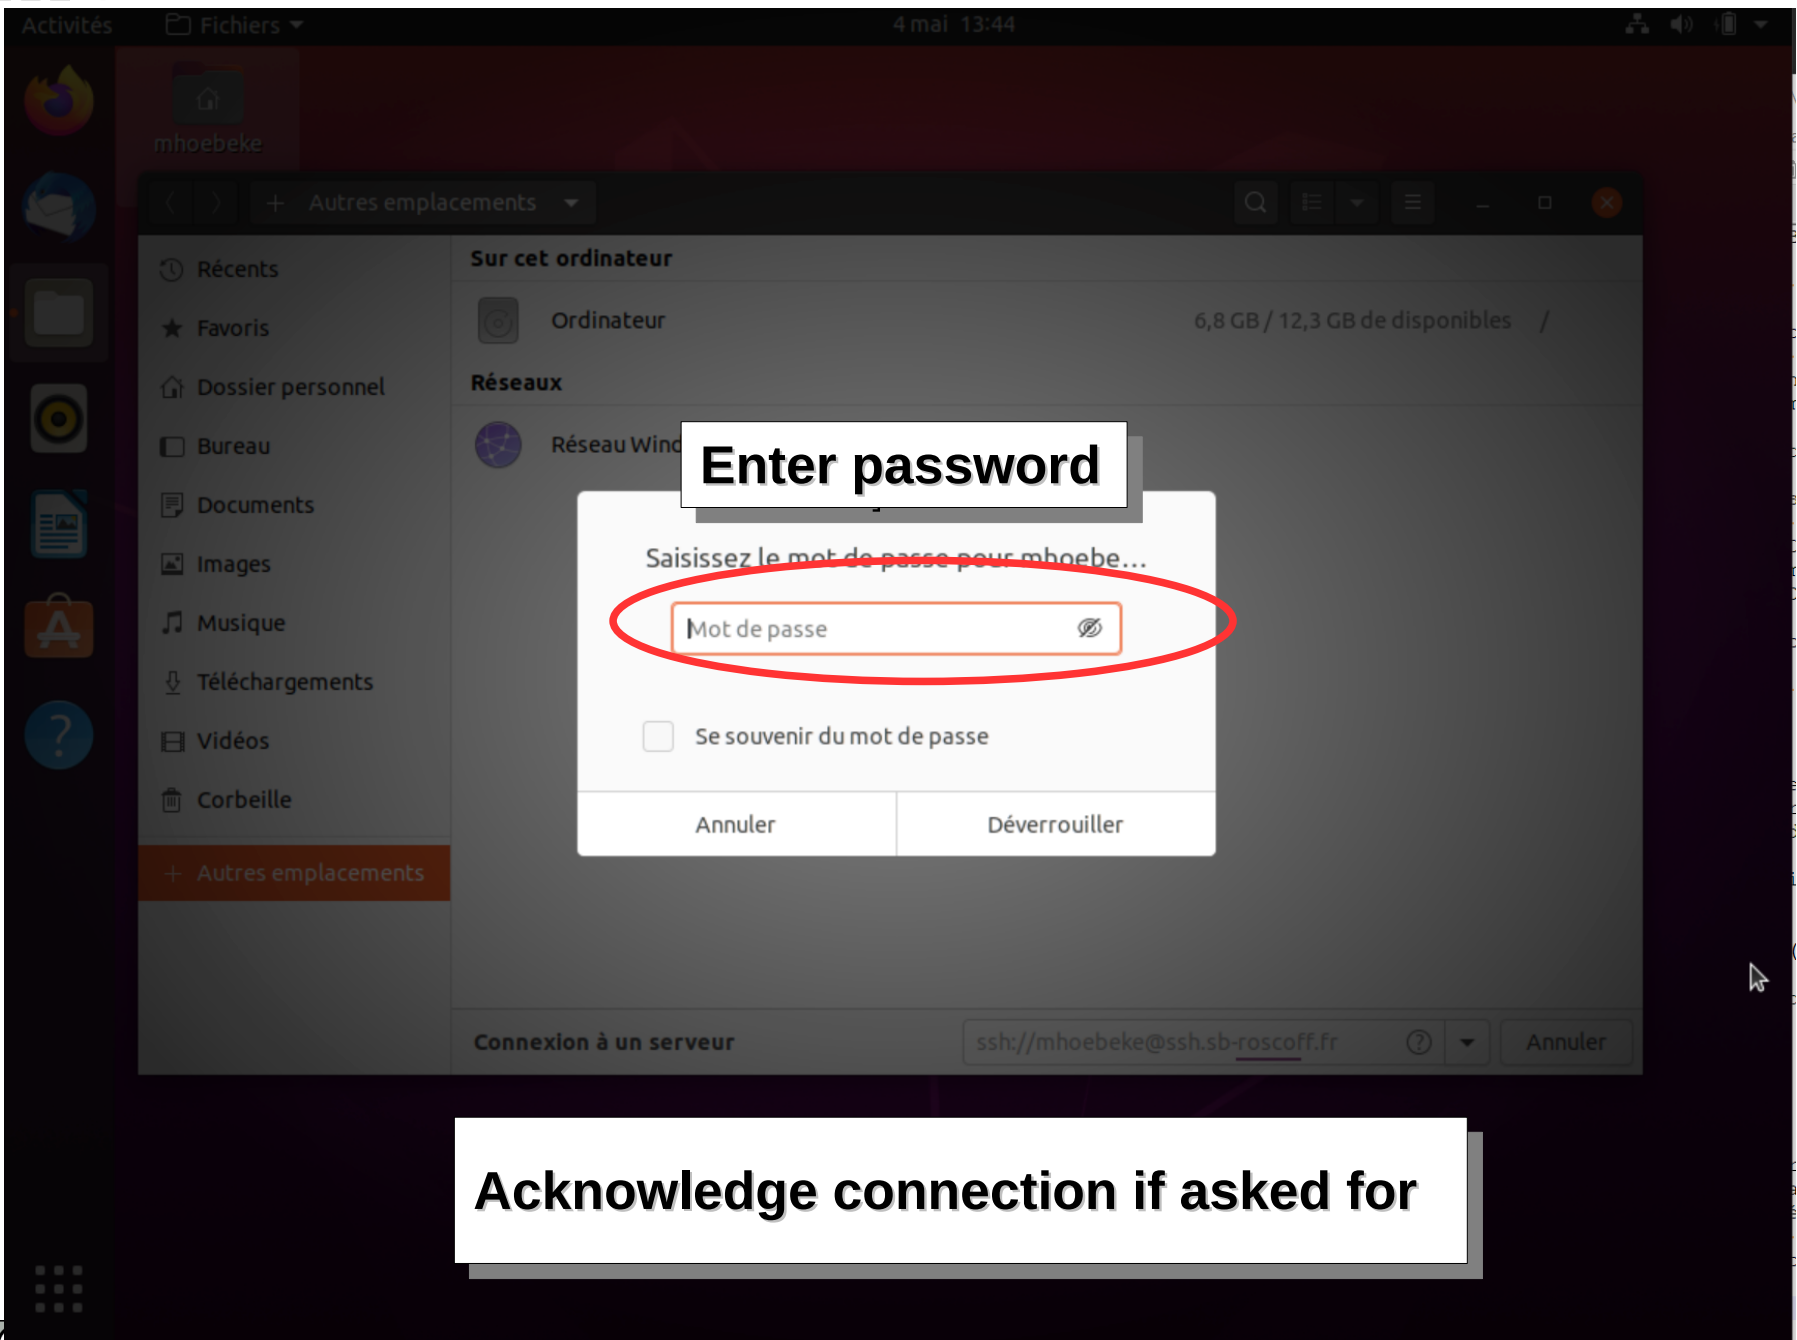 Activités
Fichiers
4 mai 13:44
mhoebeke
Autres emplacements
Récents
Favoris
Dossier personnel
Bureau
Documents
Images
Musique
Téléchargements
Vidéos
Corbeille
Autres emplacements
Sur cet ordinateur
Ordinateur
6,8 GB / 12,3 GB de disponibles /
Réseaux
Réseau Wind
Enter password
Saisissez le mot de passe pour mhoebe…
Mot de passe
Se souvenir du mot de passe
Annuler
Déverrouiller
Connexion à un serveur
ssh://mhoebeke@ssh.sb-roscoff.fr
Annuler
Acknowledge connection if asked for